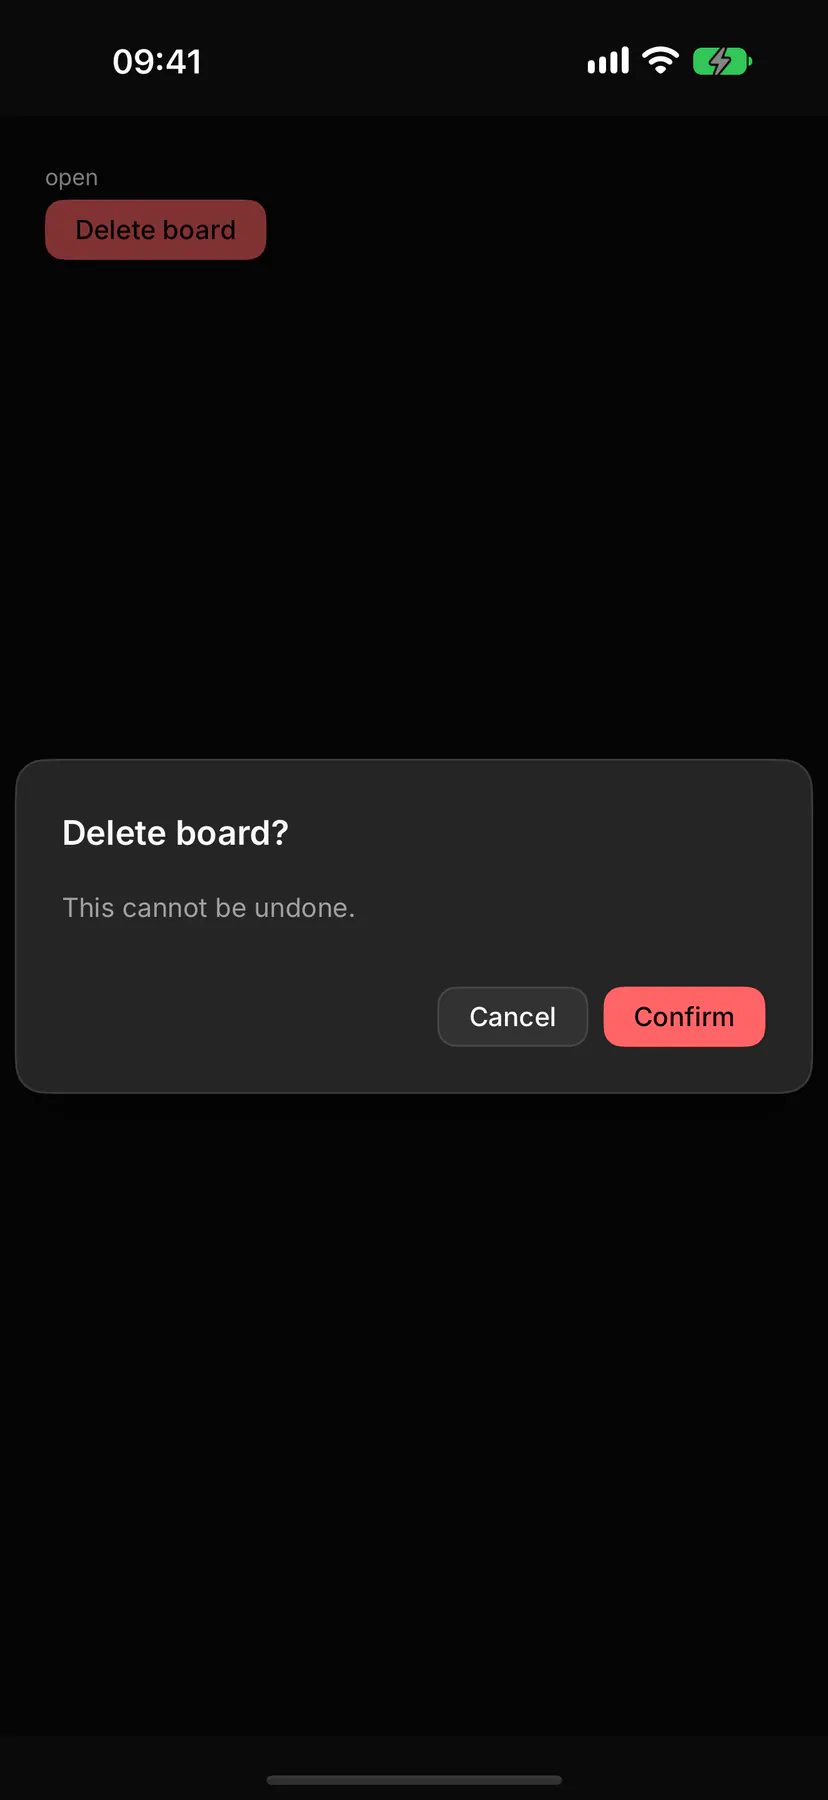 09:41
open
Delete board
Delete board?
This cannot be undone.
Cancel
Confirm